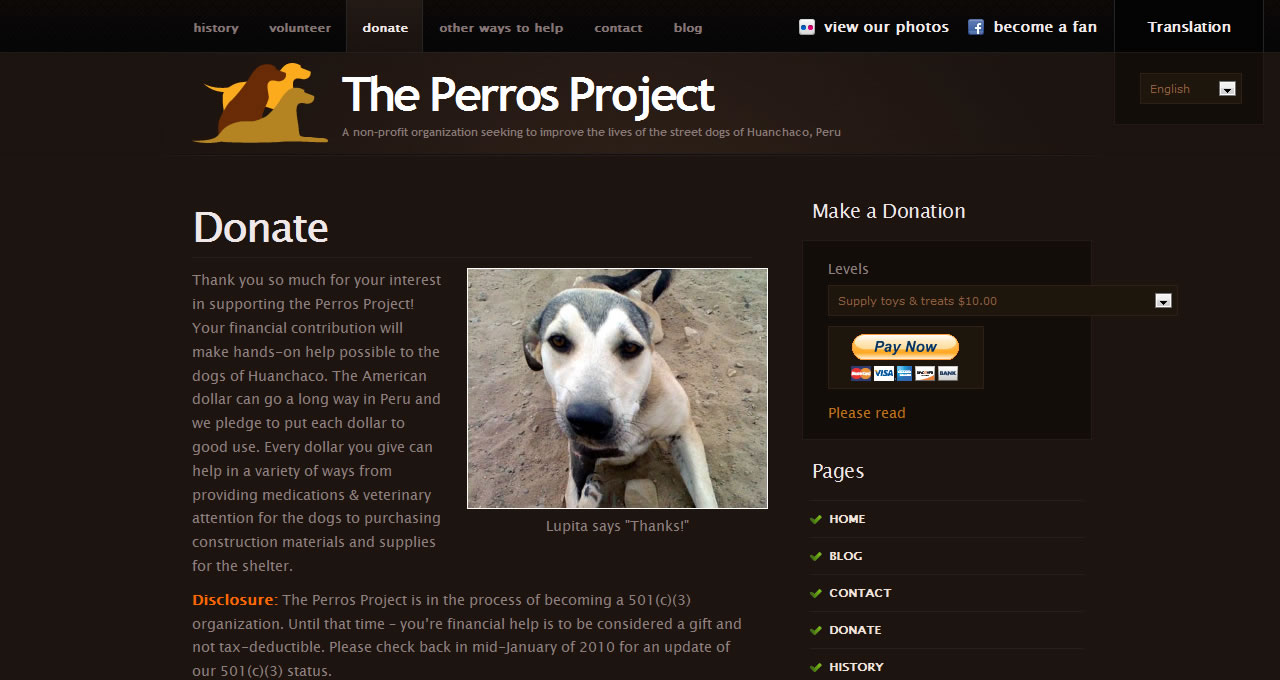 history volunteer donate other ways to help contact blog view our photos become a fan Translation
English
The Perros Project
A non-profit organization seeking to improve the lives of the street dogs of Huanchaco, Peru
Donate
Thank you so much for your interest
in supporting the Perros Project!
Your financial contribution will
make hands-on help possible to the
dogs of Huanchaco. The American
dollar can go a long way in Peru and
we pledge to put each dollar to
good use. Every dollar you give can
help in a variety of ways from
providing medications & veterinary
attention for the dogs to purchasing
construction materials and supplies
for the shelter.
Lupita says "Thanks!"
Disclosure: The Perros Project is in the process of becoming a 501(c)(3)
organization. Until that time – you're financial help is to be considered a gift and
not tax-deductible. Please check back in mid-January of 2010 for an update of
our 501(c)(3) status.
Make a Donation
Levels
Supply toys & treats $10.00
Pay Now
VISA BANK
Please read
Pages
HOME
BLOG
CONTACT
DONATE
HISTORY